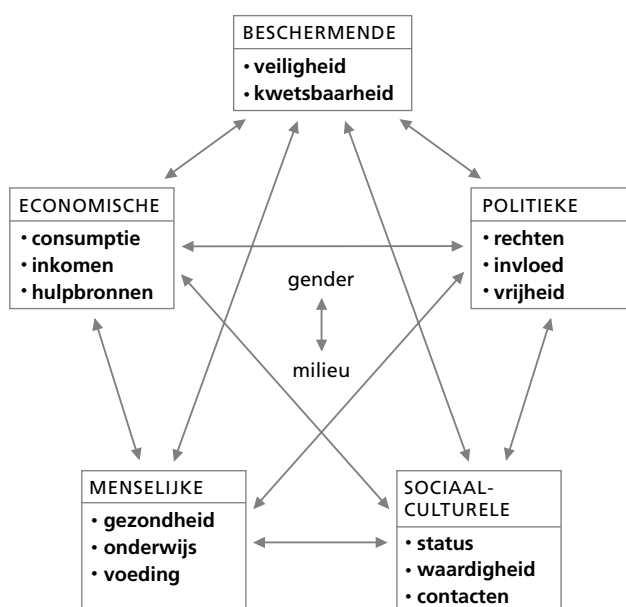 BESCHERMENDE
• veiligheid
• kwetsbaarheid
ECONOMISCHE
• consumptie
• inkomen
• hulpbronnen
POLITIEKE
• rechten
• invloed
• vrijheid
gender
milieu
MENSELIJKE
• gezondheid
• onderwijs
• voeding
SOCIAAL-
CULTURELE
• status
• waardigheid
• contacten